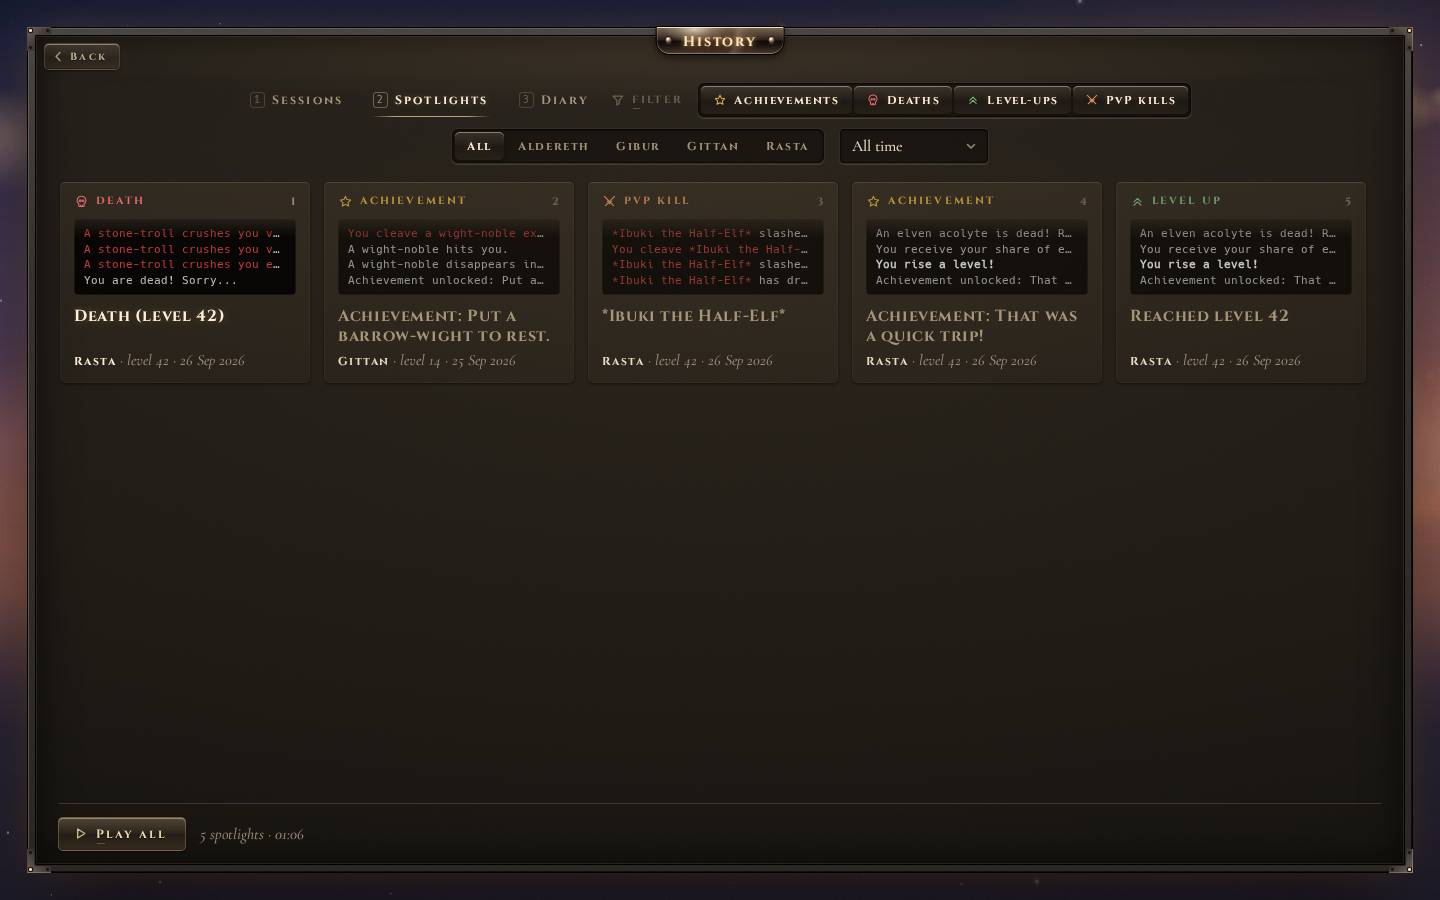 History
Back
1 Sessions 2 Spotlights 3 Diary Filter Achievements Deaths Level-ups PvP kills
All Aldereth Gibur Gittan Rasta All time
Death 1
A stone-troll crushes you v…
A stone-troll crushes you v…
A stone-troll crushes you e…
You are dead! Sorry...
Death (level 42)
Rasta · level 42 · 26 Sep 2026
Achievement 2
You cleave a wight-noble ex…
A wight-noble hits you.
A wight-noble disappears in…
Achievement unlocked: Put a…
Achievement: Put a
barrow-wight to rest.
Gittan · level 14 · 25 Sep 2026
PvP kill 3
*Ibuki the Half-Elf* slashe…
You cleave *Ibuki the Half-…
*Ibuki the Half-Elf* slashe…
*Ibuki the Half-Elf* has dr…
*Ibuki the Half-Elf*
Rasta · level 42 · 26 Sep 2026
Achievement 4
An elven acolyte is dead! R…
You receive your share of e…
You rise a level!
Achievement unlocked: That …
Achievement: That was
a quick trip!
Rasta · level 42 · 26 Sep 2026
Level up 5
An elven acolyte is dead! R…
You receive your share of e…
You rise a level!
Achievement unlocked: That …
Reached level 42
Rasta · level 42 · 26 Sep 2026
Play all 5 spotlights · 01:06